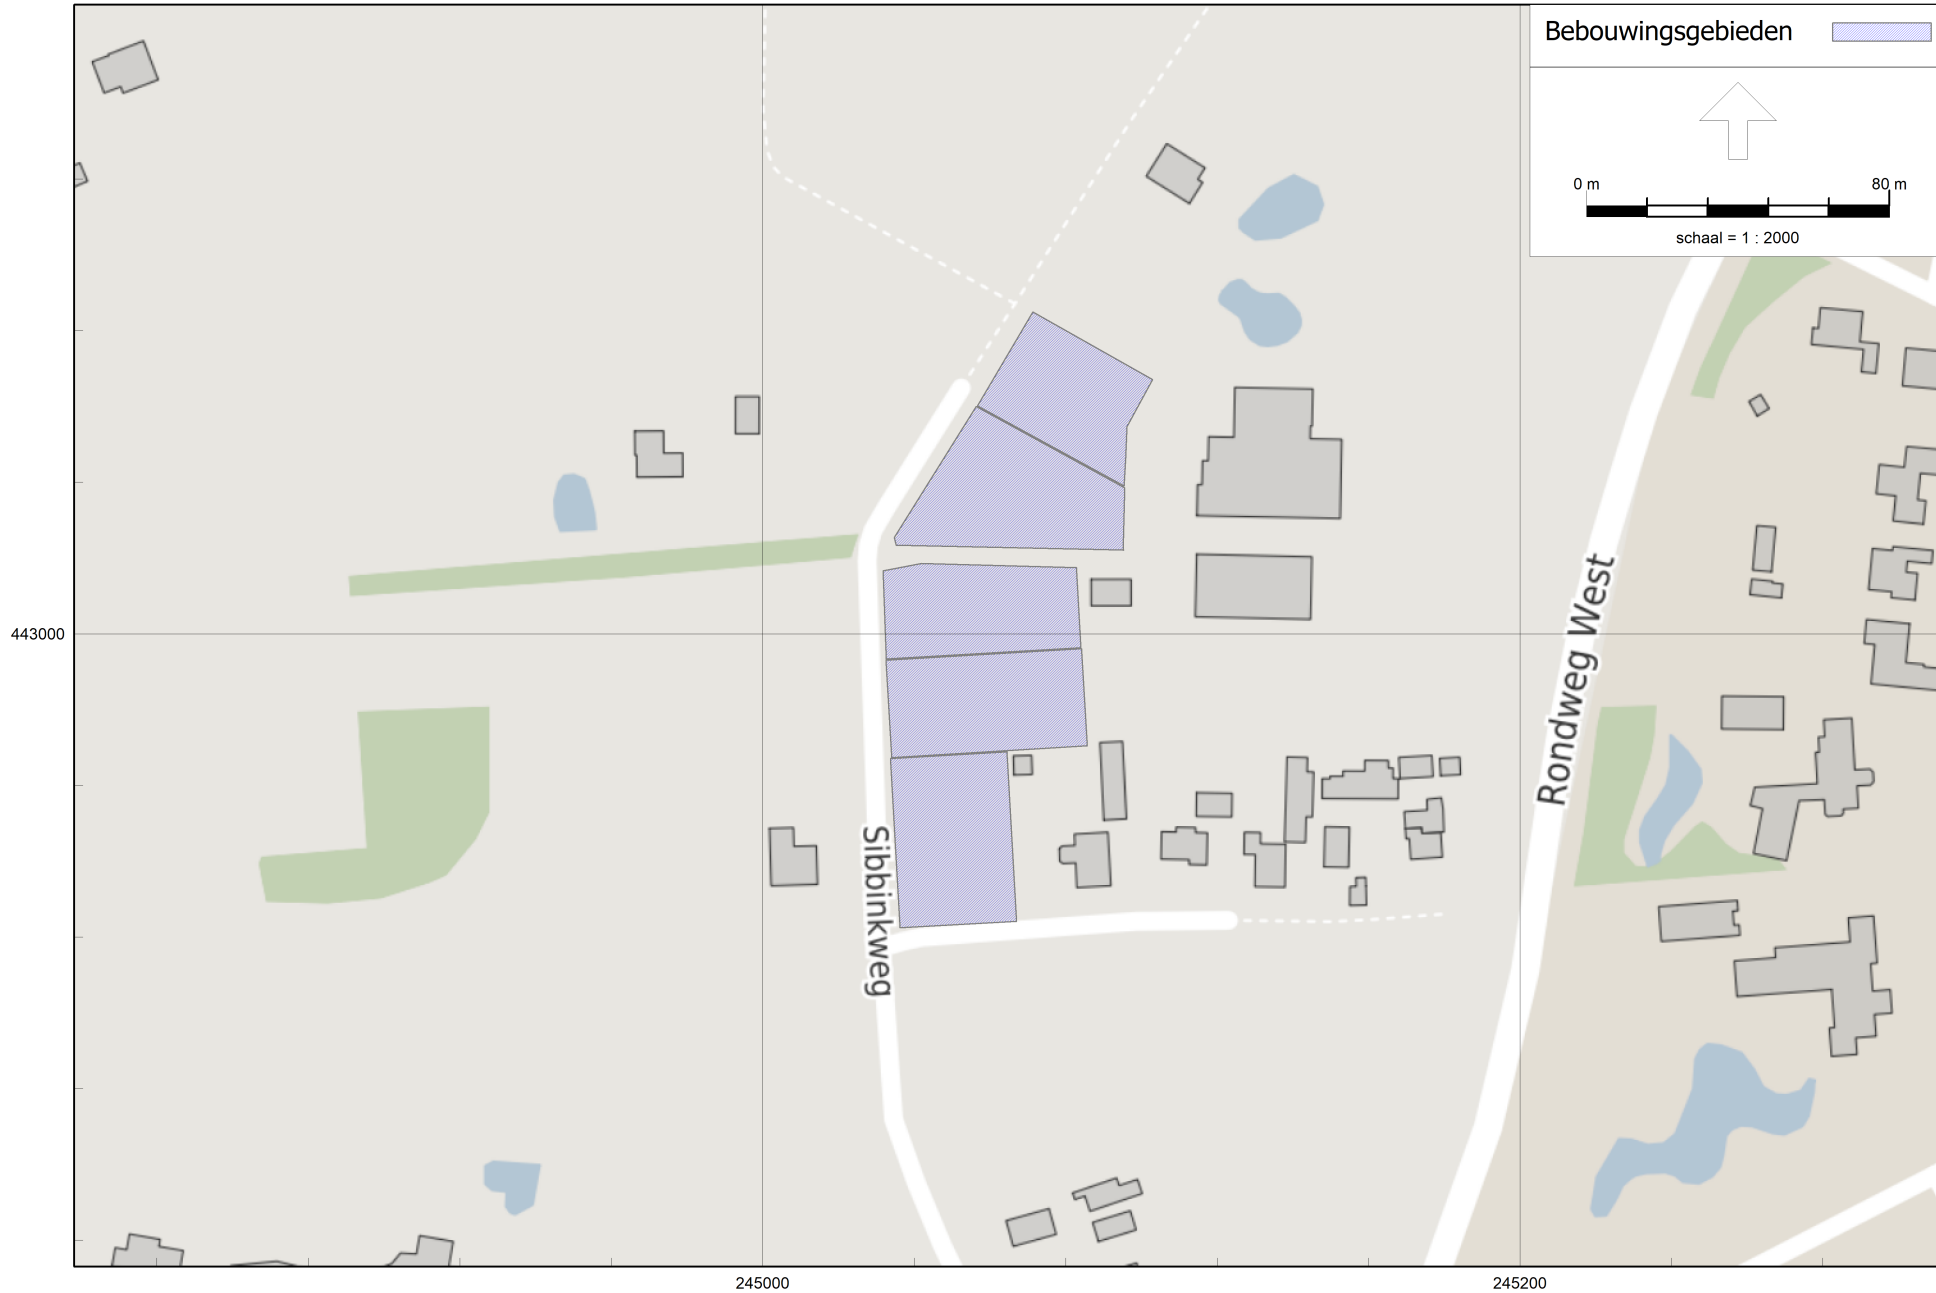 Bebouwingsgebieden
0 m 80 m
schaal = 1 : 2000
443000
Rondweg West
Sibbinkweg
245000 245200